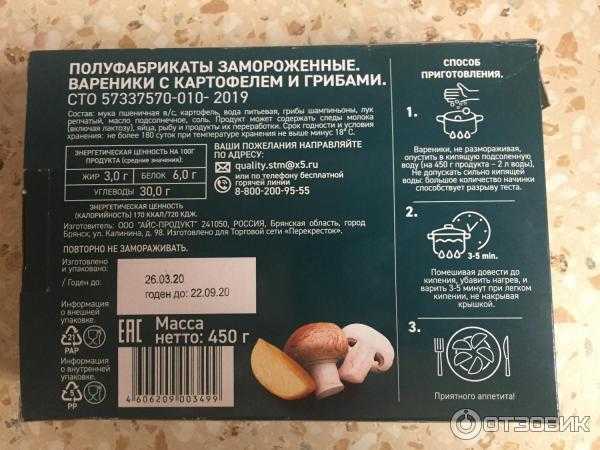 ПОЛУФАБРИКАТЫ ЗАМОРОЖЕННЫЕ.
ВАРЕНИКИ С КАРТОФЕЛЕМ И ГРИБАМИ.
СТО 57337570-010- 2019
Состав: мука пшеничная в/с, картофель, вода питьевая, грибы шампиньоны, лук
репчатый, масло подсолнечное, соль. Продукт может содержать следы молока
(включая лактозу), яйца, рыбу и продукты их переработки. Срок годности и условия
хранения: не более 180 суток при температуре хранения не выше минус 18° С.
ЭНЕРГЕТИЧЕСКАЯ ЦЕННОСТЬ НА 100Г
ПРОДУКТА (средние значения):
ЖИР 3,0 г БЕЛОК 6,0 г
УГЛЕВОДЫ 30,0 г
ЭНЕРГЕТИЧЕСКАЯ ЦЕННОСТЬ
(КАЛОРИЙНОСТЬ) 170 ККАЛ/720 КДЖ.
ВАШИ ПОЖЕЛАНИЯ НАПРАВЛЯЙТЕ
ПО АДРЕСУ:
quality.stm@x5.ru
или по телефону бесплатной
горячей линии
8-800-200-95-55
Изготовитель: ООО "АЙС-ПРОДУКТ" 241050, РОССИЯ, Брянская область, город
Брянск, ул. Калинина, д. 98. Изготовлено для Торговой сети «Перекресток».
ПОВТОРНО НЕ ЗАМОРАЖИВАТЬ.
Изготовлено
и упаковано:
/Годен до:
26.03.20
годен до: 22.09.20
Информация
о внешней
упаковке:
21
PAP
Информация
о внутренней
упаковке:
5
PP
EAC
Масса
нетто: 450 г
4 606209 003499
СПОСОБ
ПРИГОТОВЛЕНИЯ.
1.
Вареники, не размораживая,
опустить в кипящую подсоленную
воду (на 450 г продукта – 2 л воды).
Не допускать сильно кипящей
воды: большое количество начинки
способствует разрыву теста.
2.
3-5 min.
Помешивая довести до
кипения, убавить нагрев, и
варить 3-5 минут при легком
кипении, не накрывая
крышкой.
3.
Приятного аппетита!
ОТЗОВИК